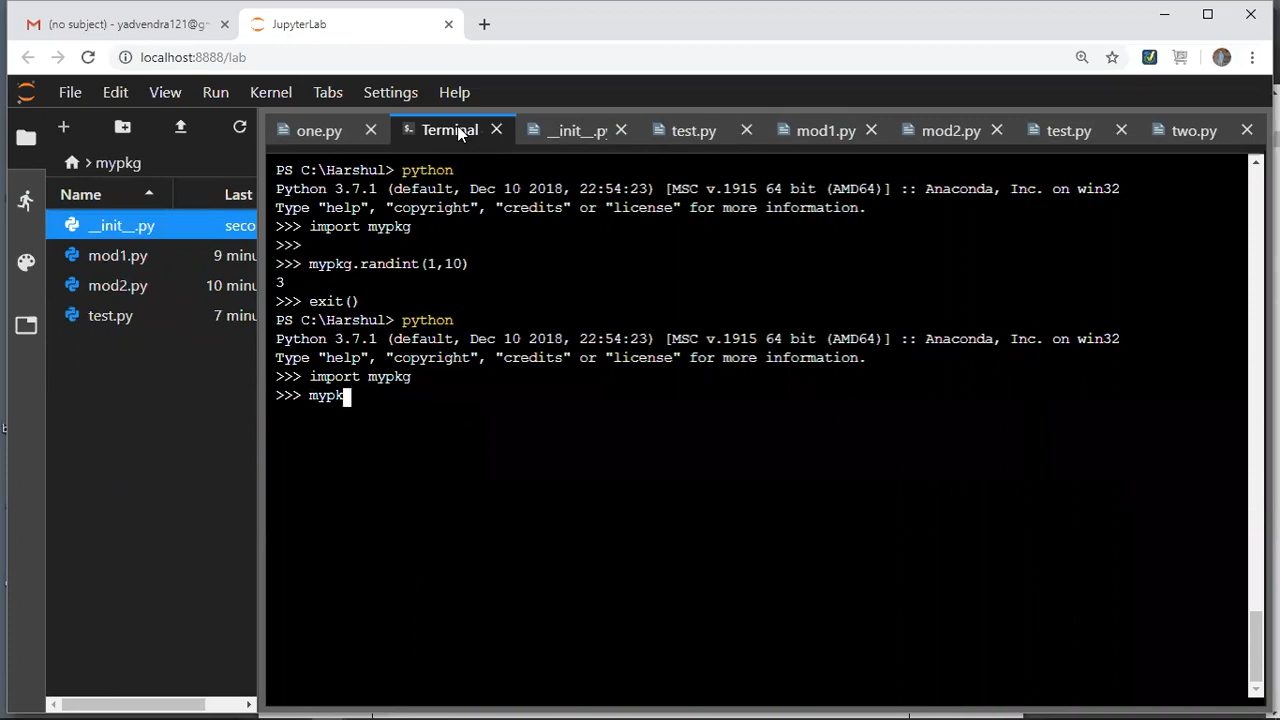 (no subject) - yadvendra121@g
JupyterLab
localhost:8888/lab
File Edit View Run Kernel Tabs Settings Help
one.py Terminal __init__.py test.py mod1.py mod2.py test.py two.py
mypkg
Name Last
__init__.py seco
mod1.py 9 minu
mod2.py 10 minu
test.py 7 minu
PS C:\Harshul> python
Python 3.7.1 (default, Dec 10 2018, 22:54:23) [MSC v.1915 64 bit (AMD64)] :: Anaconda, Inc. on win32
Type "help", "copyright", "credits" or "license" for more information.
>>> import mypkg
>>>
>>> mypkg.randint(1,10)
3
>>> exit()
PS C:\Harshul> python
Python 3.7.1 (default, Dec 10 2018, 22:54:23) [MSC v.1915 64 bit (AMD64)] :: Anaconda, Inc. on win32
Type "help", "copyright", "credits" or "license" for more information.
>>> import mypkg
>>> mypk